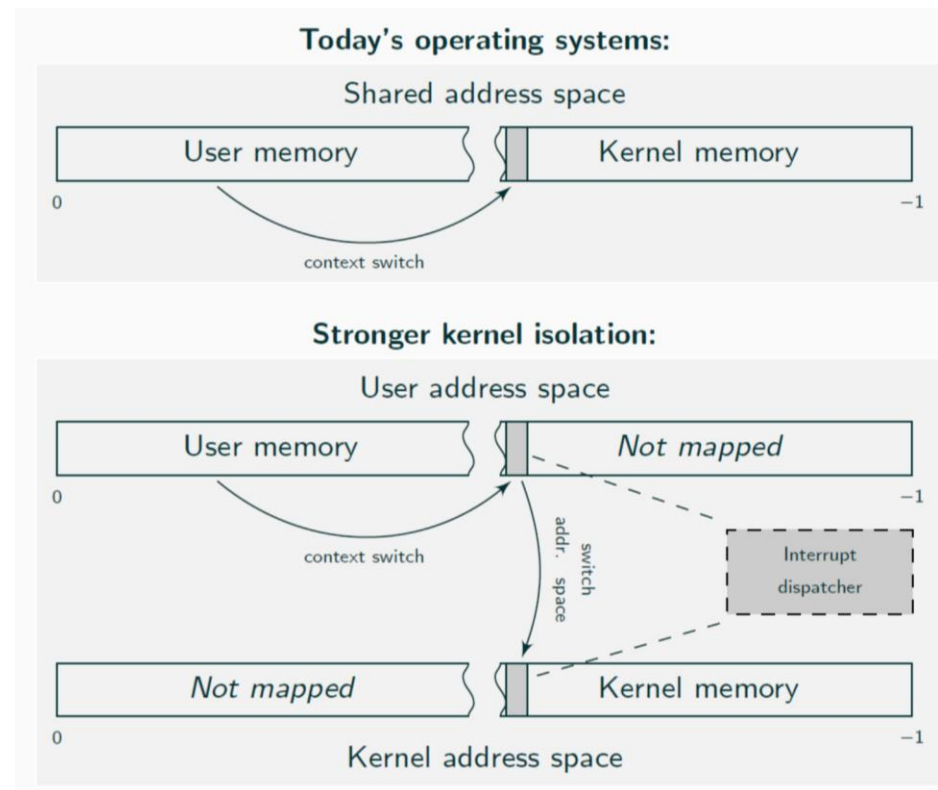 Today's operating systems:
Shared address space
User memory
Kernel memory
0
−1
context switch
Stronger kernel isolation:
User address space
User memory
Not mapped
0
−1
context switch
switch
addr. space
Interrupt
dispatcher
Not mapped
Kernel memory
0
−1
Kernel address space